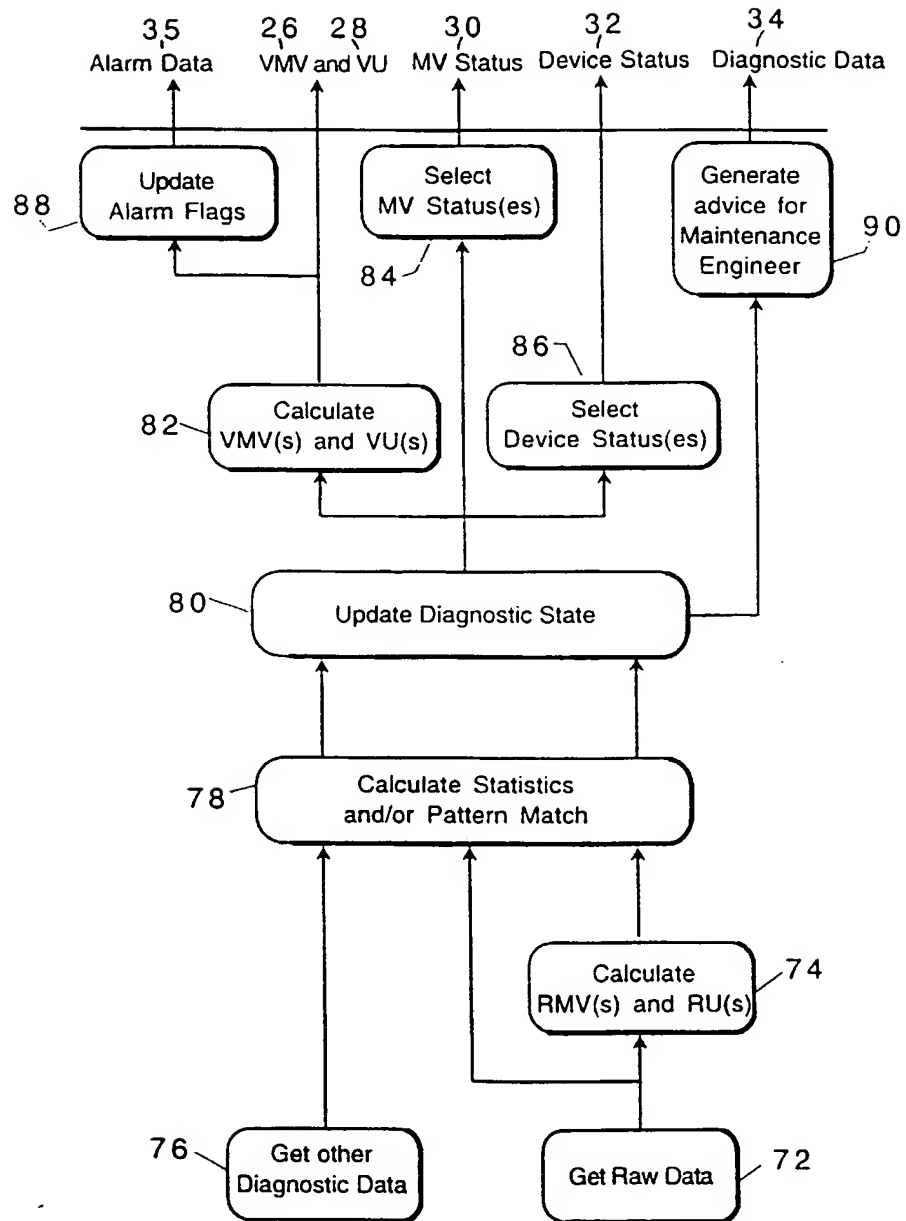 35 26 28 30 32 34
Alarm Data VMV and VU MV Status Device Status Diagnostic Data
Update
Alarm Flags
88
Select
MV Status(es)
84
Generate
advice for
Maintenance
Engineer
90
86
82
Calculate
VMV(s) and VU(s)
Select
Device Status(es)
80
Update Diagnostic State
78
Calculate Statistics
and/or Pattern Match
Calculate
RMV(s) and RU(s)
74
76
Get other
Diagnostic Data
Get Raw Data
72